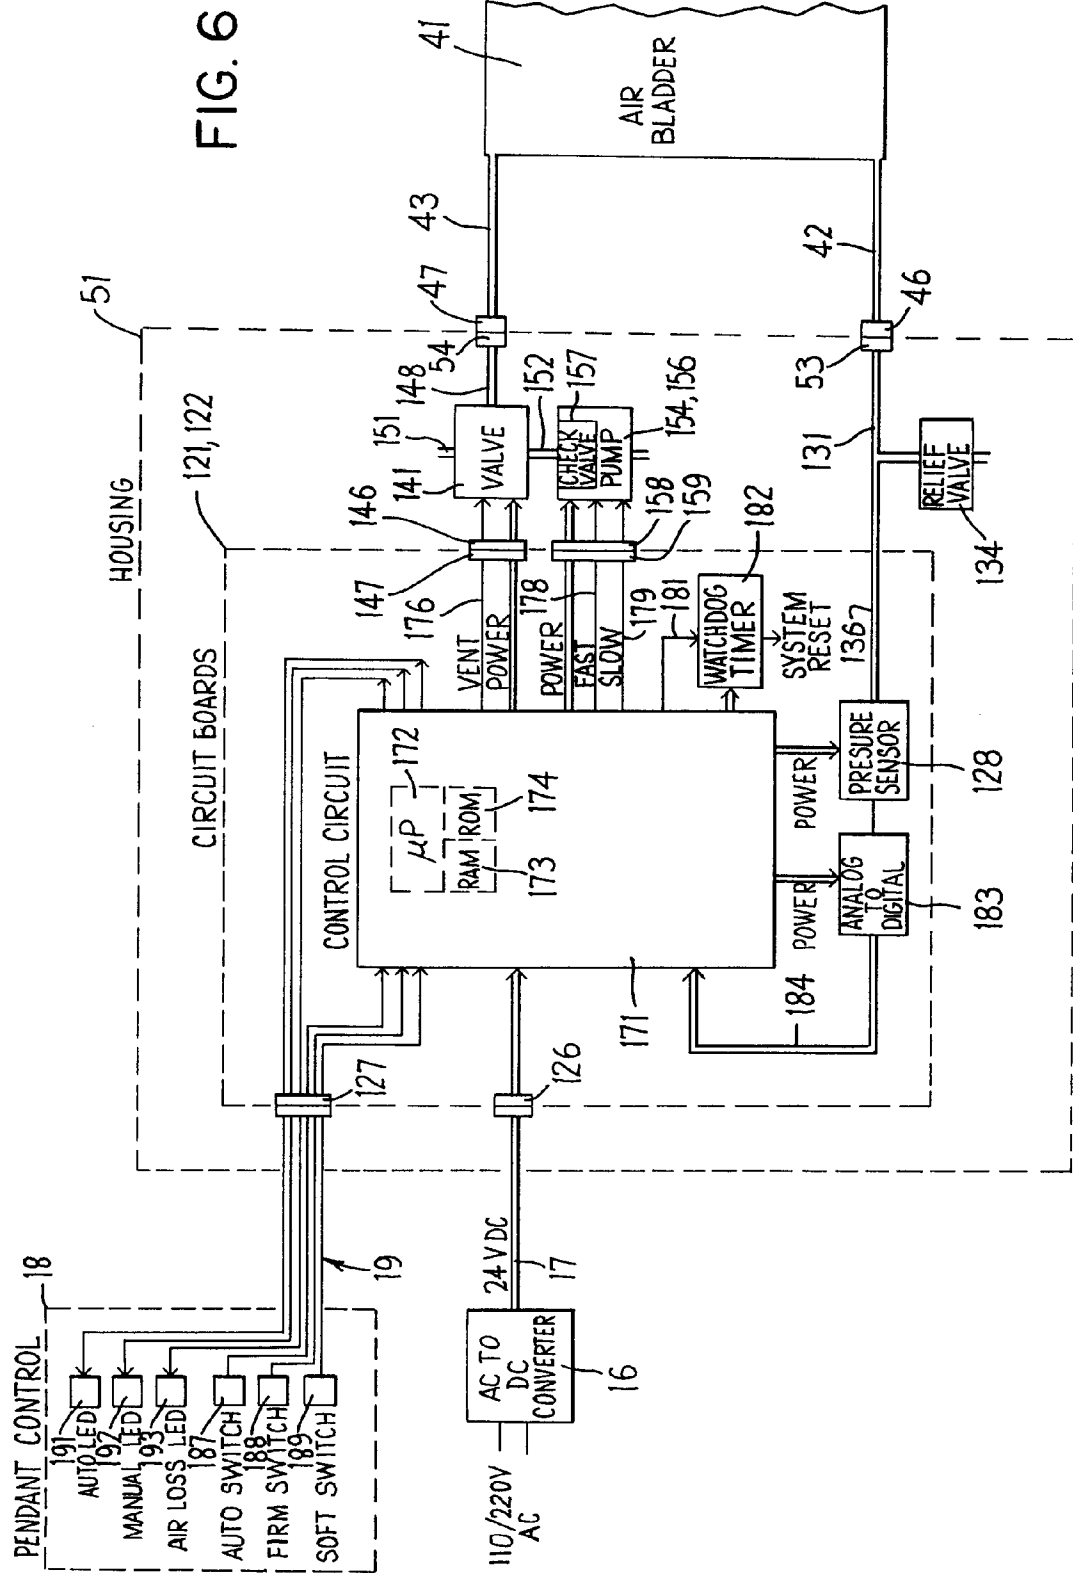 FIG. 6
PENDANT CONTROL
18
191
AUTO LED
192
MANUAL LED
193
AIR LOSS LED
187
AUTO SWITCH
188
FIRM SWITCH
189
SOFT SWITCH
19
110/220V
AC
AC TO
DC
CONVERTER
16
24 V DC
17
HOUSING
51
CIRCUIT BOARDS
121, 122
127
126
CONTROL CIRCUIT
171
µP
172
RAM
ROM
173
174
VENT
POWER
176
147
146
POWER
FAST
SLOW
178
179
158
159
VALVE
141
151
148
152
CHECK
VALVE
157
PUMP
154, 156
181
WATCHDOG
TIMER
182
SYSTEM
RESET
POWER
POWER
184
ANALOG
TO
DIGITAL
183
PRESURE
SENSOR
128
136
131
RELIEF
VALVE
134
54
47
43
53
46
42
41
AIR
BLADDER